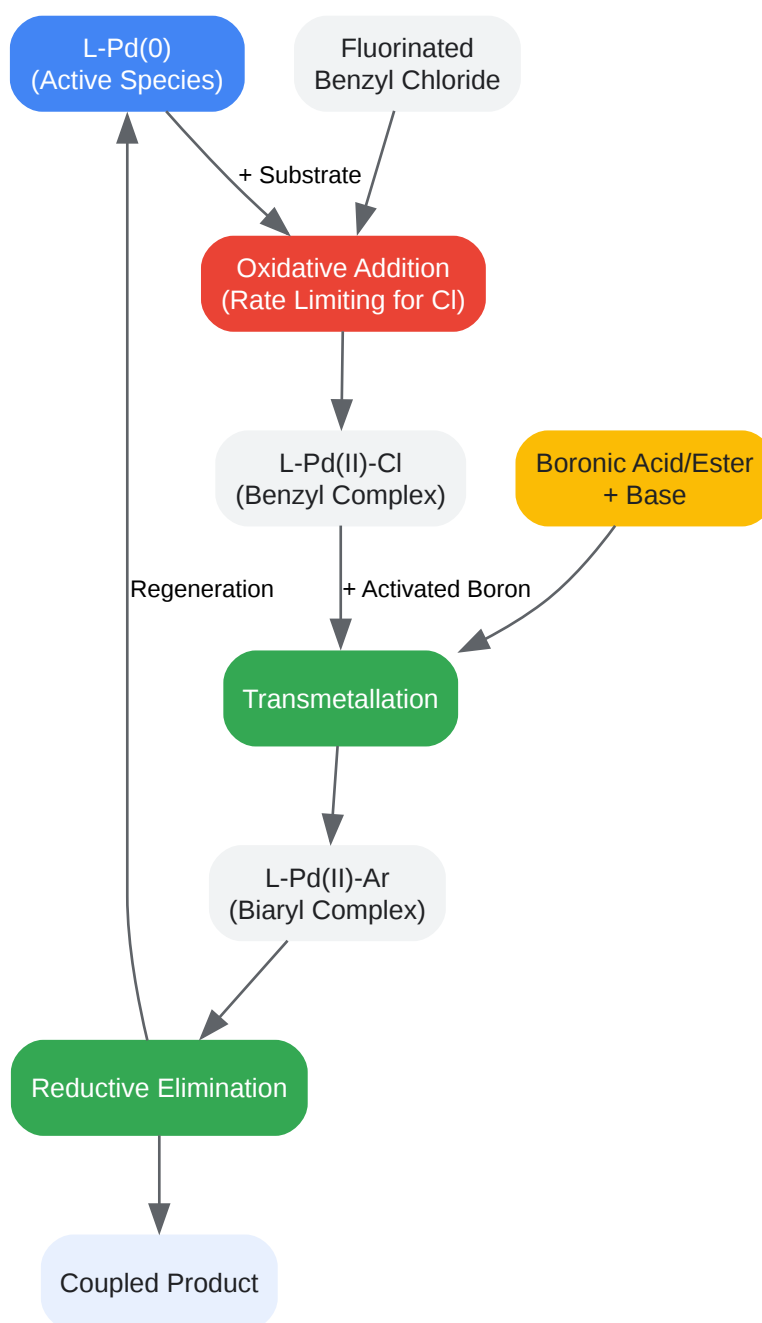 L-Pd(0)
(Active Species)
Fluorinated
Benzyl Chloride
+ Substrate
Oxidative Addition
(Rate Limiting for Cl)
L-Pd(II)-Cl
(Benzyl Complex)
Boronic Acid/Ester
+ Base
Regeneration
+ Activated Boron
Transmetallation
L-Pd(II)-Ar
(Biaryl Complex)
Reductive Elimination
Coupled Product